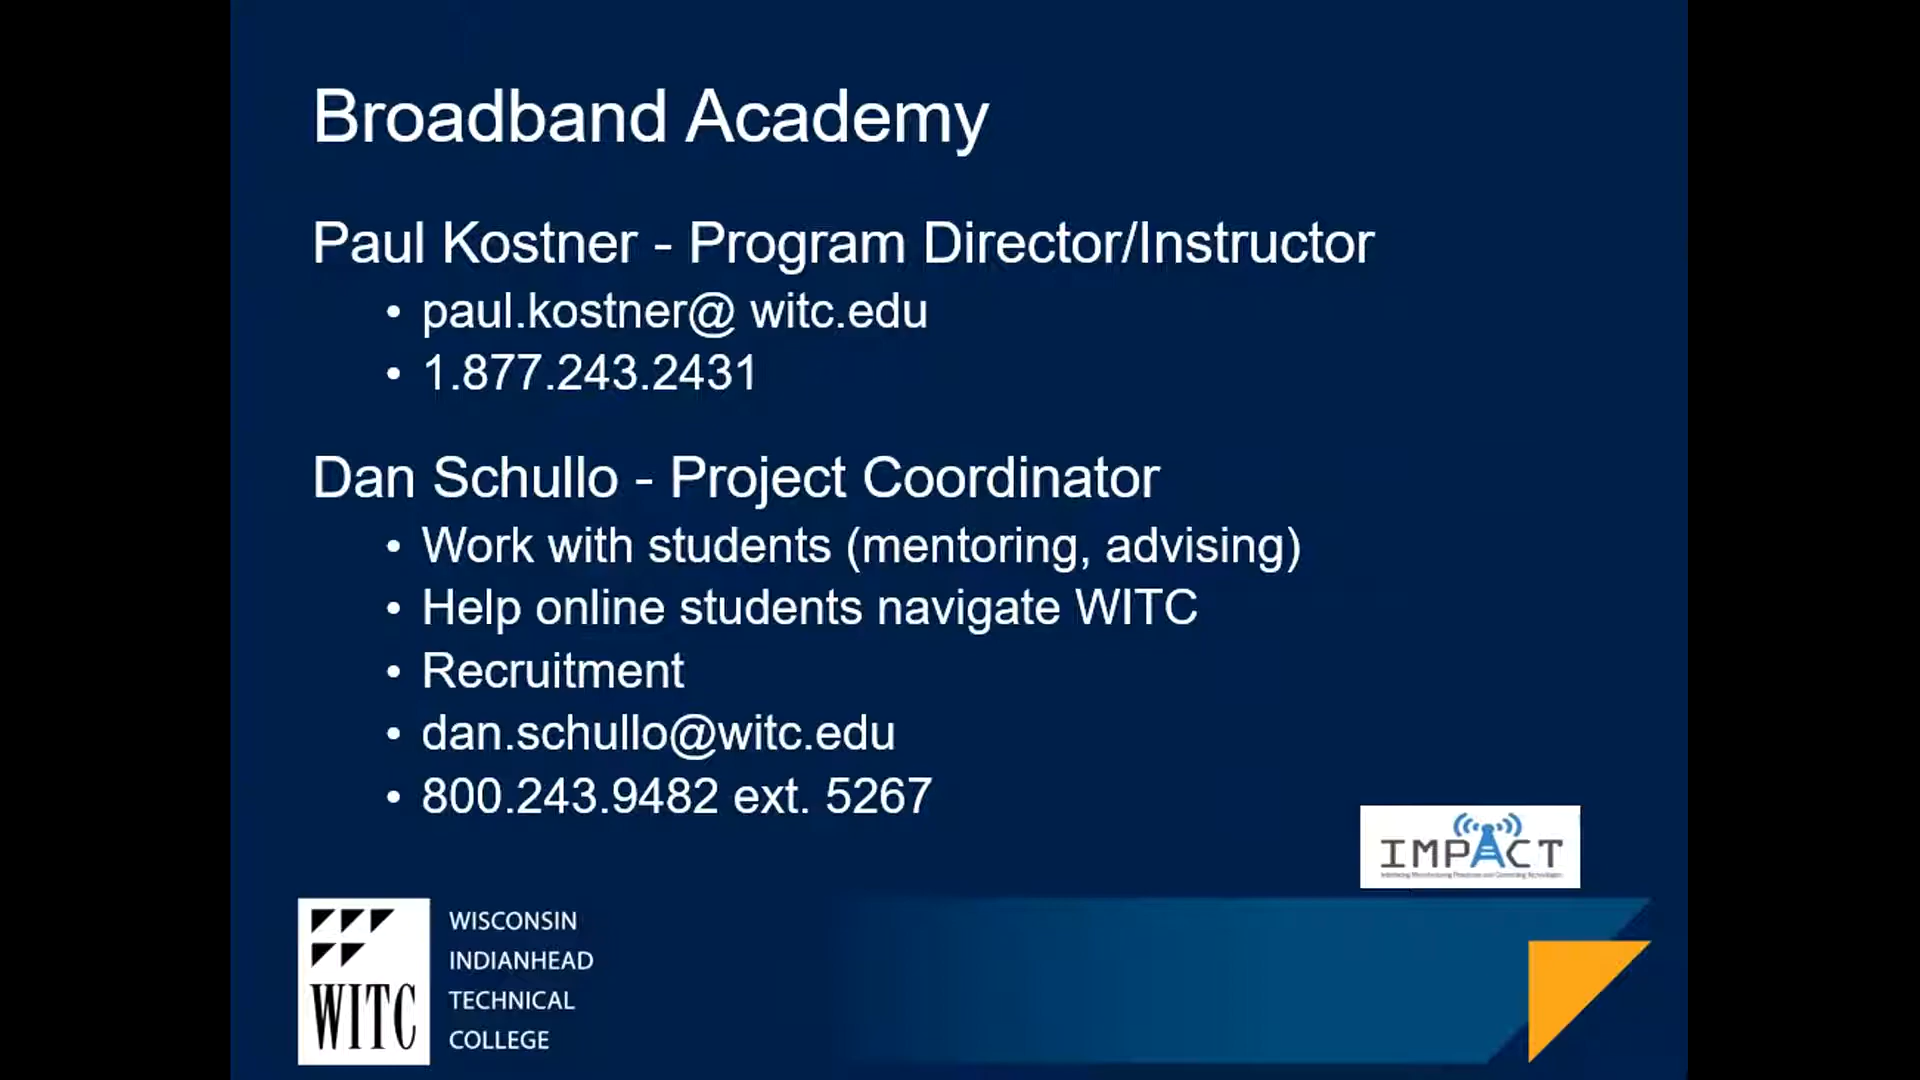 Broadband Academy
Paul Kostner - Program Director/Instructor
• paul.kostner@ witc.edu
• 1.877.243.2431
Dan Schullo - Project Coordinator
• Work with students (mentoring, advising)
• Help online students navigate WITC
• Recruitment
• dan.schullo@witc.edu
• 800.243.9482 ext. 5267
IMPACT
WITC
WISCONSIN
INDIANHEAD
TECHNICAL
COLLEGE